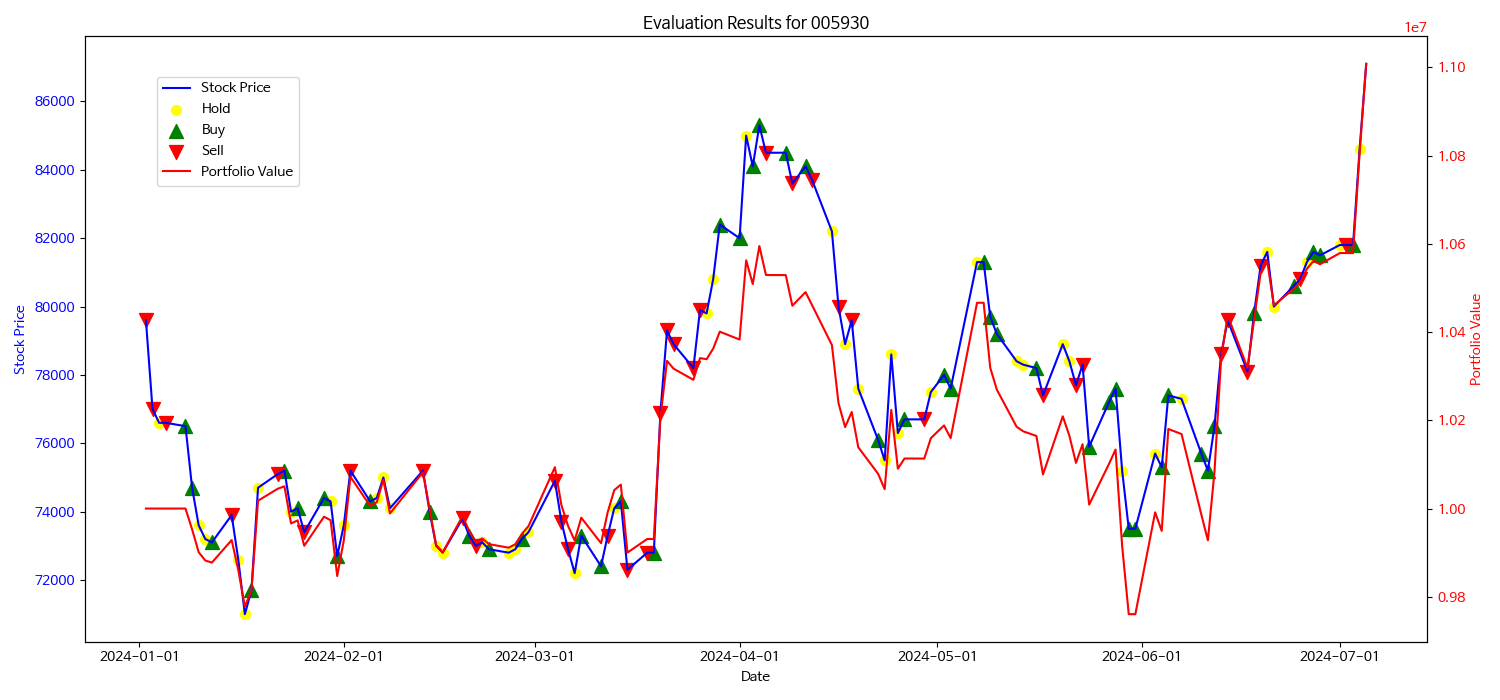 Evaluation Results for 005930
1e7
Stock Price
Hold
Buy
Sell
Portfolio Value
86000
84000
82000
80000
78000
76000
74000
72000
Stock Price
1.10
1.08
1.06
1.04
1.02
1.00
0.98
Portfolio Value
2024-01-01 2024-02-01 2024-03-01 2024-04-01 2024-05-01 2024-06-01 2024-07-01
Date